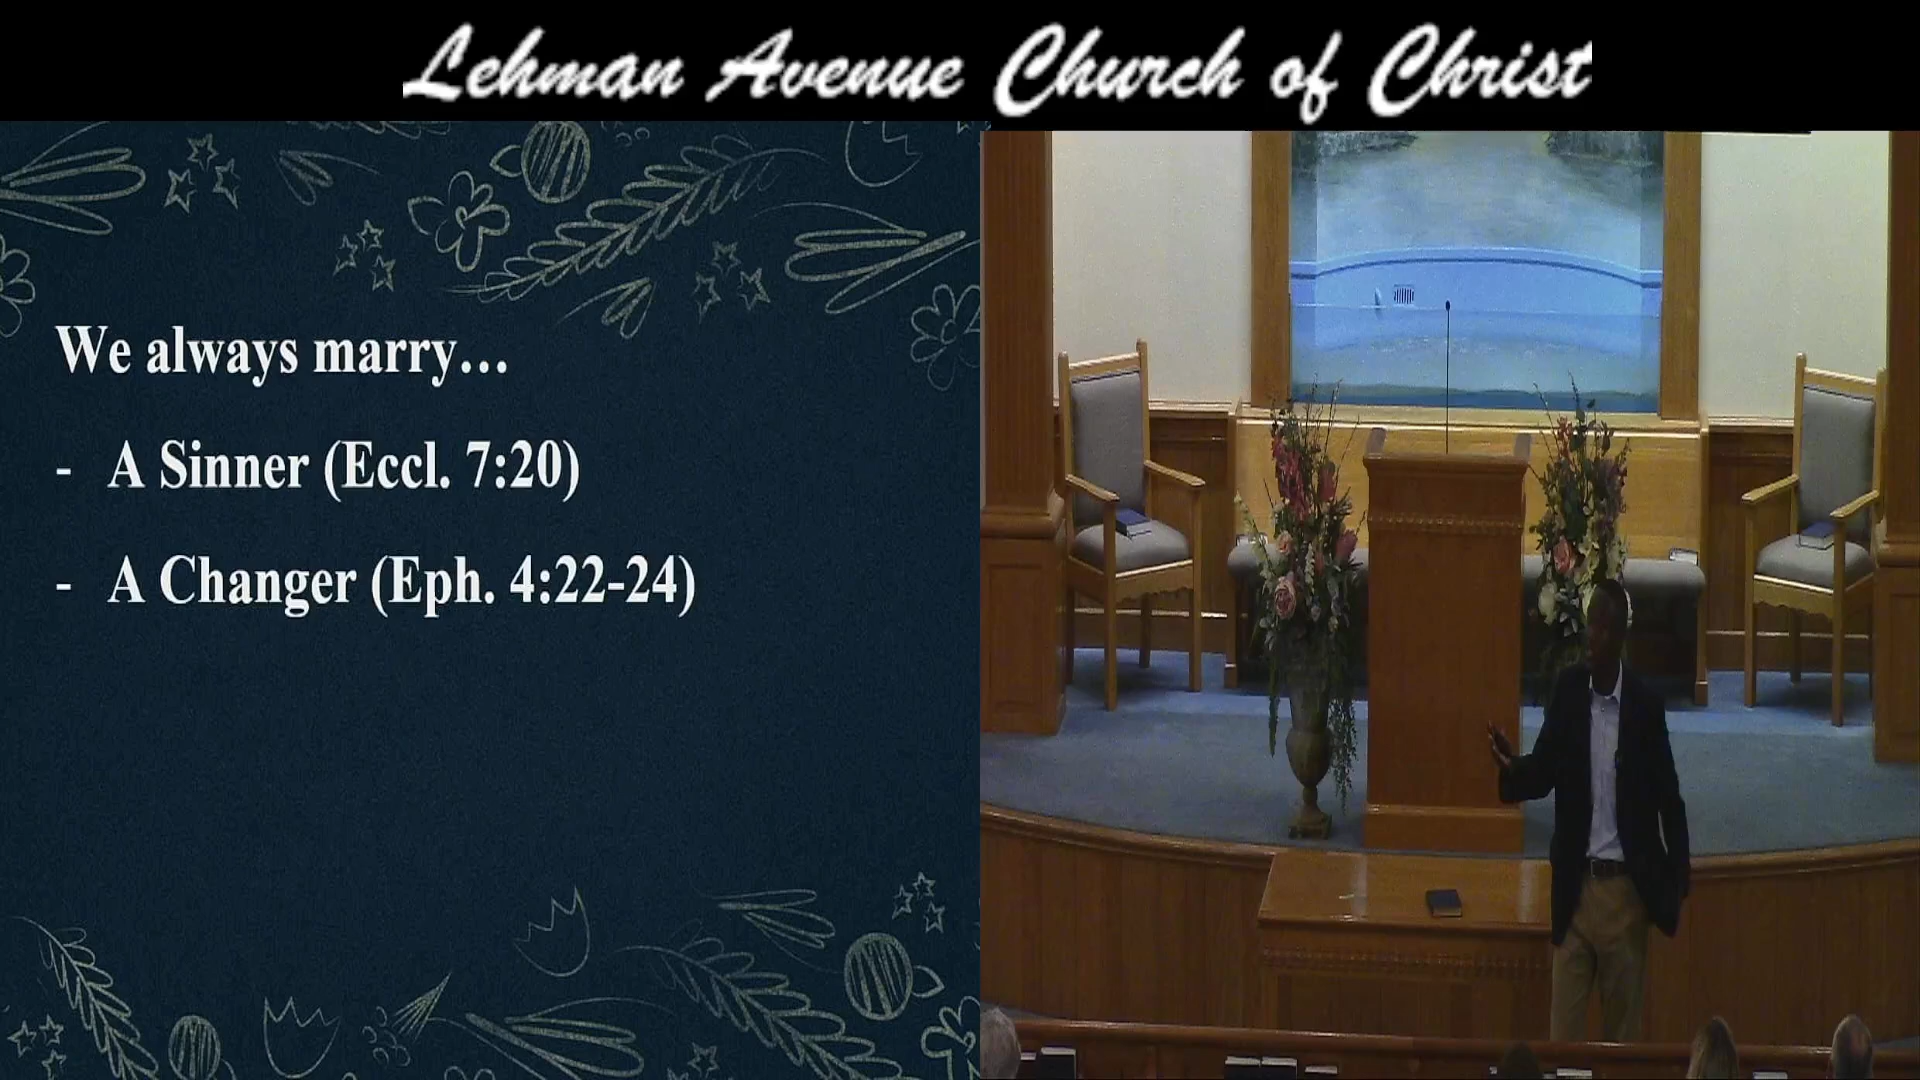 Lehman Avenue Church of Christ
We always marry…
- A Sinner (Eccl. 7:20)
- A Changer (Eph. 4:22-24)